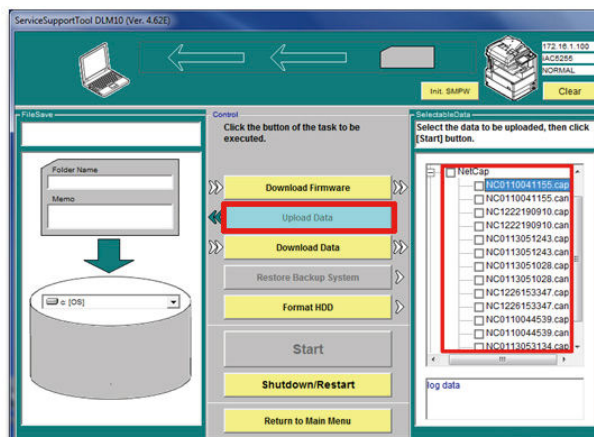 ServiceSupportTool DLM10 (Ver. 4.62E)
172.16.1.100
iAC5255
NORMAL
Init. SMPW
Clear
FileSave
Folder Name
Memo
c: [OS]
Control
Click the button of the task to be
executed.
Download Firmware
Upload Data
Download Data
Restore Backup System
Format HDD
Start
Shutdown/Restart
Return to Main Menu
SelectableData
Select the data to be uploaded, then click
[Start] button.
NetCap
NC0110041155.cap
NC0110041155.can
NC1222190910.cap
NC1222190910.can
NC0113051243.cap
NC0113051243.can
NC0113051028.cap
NC0113051028.can
NC1226153347.cap
NC1226153347.can
NC0110044539.cap
NC0110044539.can
NC0113053134.cap
log data